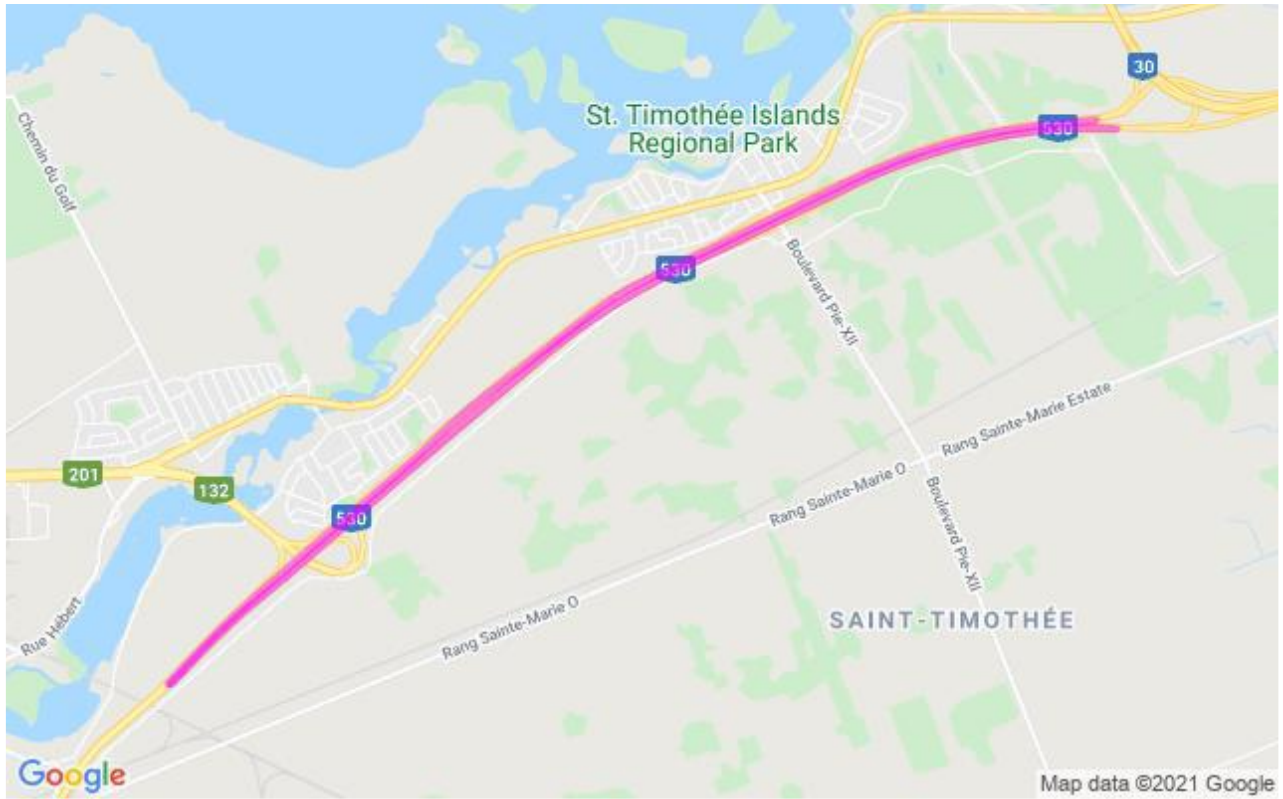 30
530
St. Timothée Islands
Regional Park
Chemin du Golf
530
Boulevard Pie-XII
Rang Sainte-Marie Estate
201
132
Rang Sainte-Marie O
530
Boulevard Pie-XII
Rang Sainte-Marie O
Rue Hébert
SAINT-TIMOTHÉE
Google
Map data ©2021 Google